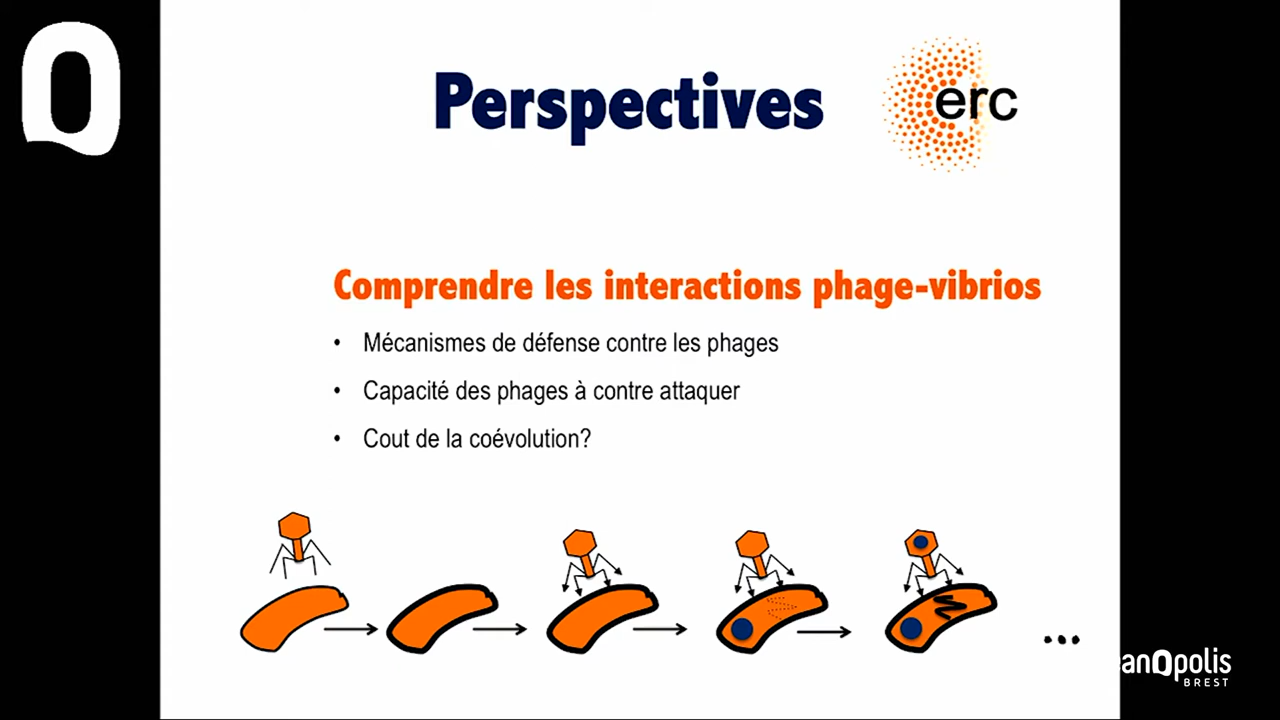 Perspectives
erc
Comprendre les interactions phage-vibrios
• Mécanismes de défense contre les phages
• Capacité des phages à contre attaquer
• Cout de la coévolution?
...
anOpolis
BREST